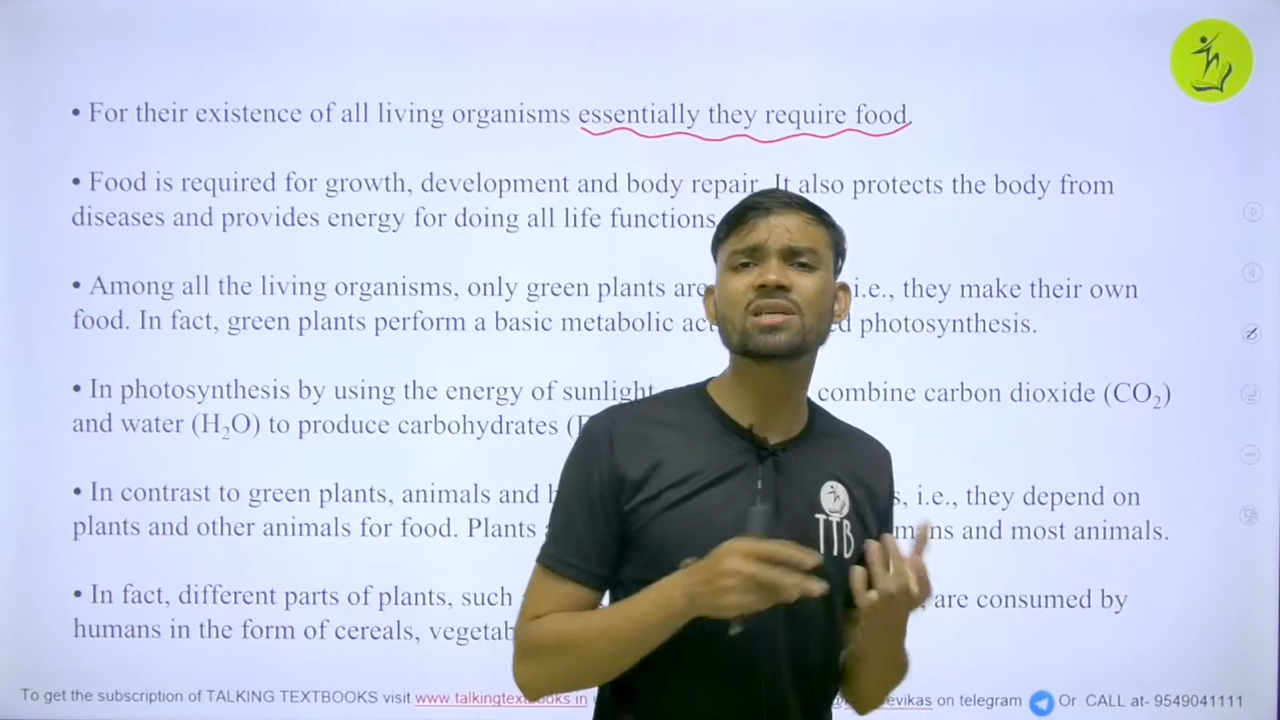 • For their existence of all living organisms essentially they require food.
• Food is required for growth, development and body repair. It also protects the body from
diseases and provides energy for doing all life functions
• Among all the living organisms, only green plants are i.e., they make their own
food. In fact, green plants perform a basic metabolic photosynthesis.
• In photosynthesis by using the energy of sunlight combine carbon dioxide (CO₂)
and water (H₂O) to produce carbohydrates
• In contrast to green plants, animals and i.e., they depend on
plants and other animals for food. Plants and most animals.
• In fact, different parts of plants, such are consumed by
humans in the form of cereals,
TTB
To get the subscription of TALKING TEXTBOOKS visit www.talkingtextbooks.in on telegram Or CALL at- 9549041111